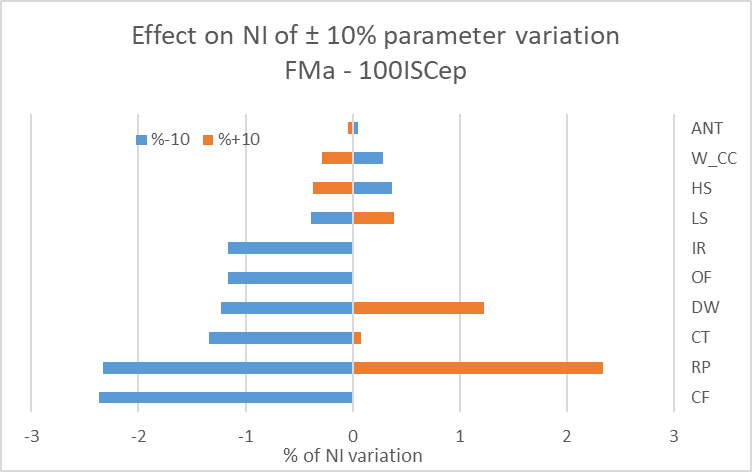 Effect on NI of ± 10% parameter variation
FMa - 100ISCep
%-10 %+10
ANT
W_CC
HS
LS
IR
OF
DW
CT
RP
CF
-3 -2 -1 0 1 2 3
% of NI variation